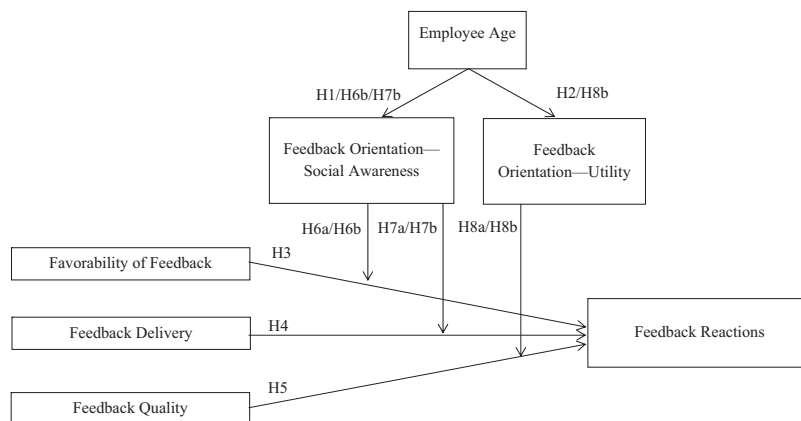 Employee Age
H1/H6b/H7b
H2/H8b
Feedback Orientation—
Social Awareness
Feedback
Orientation—Utility
H6a/H6b
H7a/H7b
H8a/H8b
Favorability of Feedback
H3
Feedback Delivery
H4
Feedback Reactions
Feedback Quality
H5